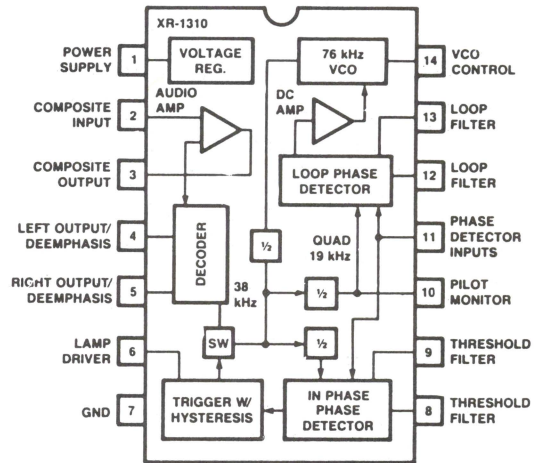 XR-1310
POWER
SUPPLY
1
VOLTAGE
REG.
76 kHz
VCO
14
VCO
CONTROL
COMPOSITE
INPUT
2
AUDIO
AMP
DC
AMP
13
LOOP
FILTER
COMPOSITE
OUTPUT
3
LOOP PHASE
DETECTOR
12
LOOP
FILTER
LEFT OUTPUT/
DEEMPHASIS
4
DECODER
½
QUAD
19 kHz
11
PHASE
DETECTOR
INPUTS
RIGHT OUTPUT/
DEEMPHASIS
5
38
kHz
½
10
PILOT
MONITOR
LAMP
DRIVER
6
SW
½
9
THRESHOLD
FILTER
GND
7
TRIGGER W/
HYSTERESIS
IN PHASE
PHASE
DETECTOR
8
THRESHOLD
FILTER